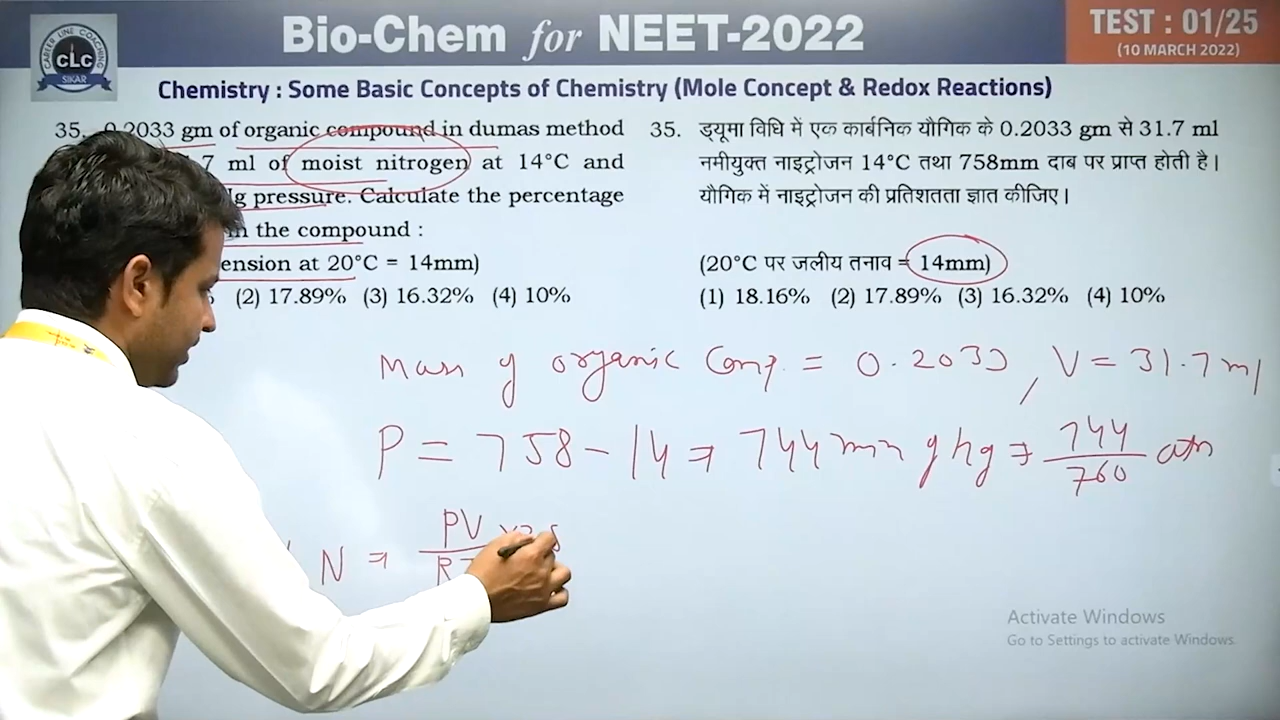 CAREER LINE COACHING
CLC
SIKAR
Bio-Chem for NEET-2022
TEST : 01/25
(10 MARCH 2022)
Chemistry : Some Basic Concepts of Chemistry (Mole Concept & Redox Reactions)
35. 0.2033 gm of organic compound in dumas method
7 ml of moist nitrogen at 14°C and
pressure. Calculate the percentage
in the compound :
at 20°C = 14mm)
(2) 17.89% (3) 16.32% (4) 10%
35. ड्यूमा विधि में एक कार्बनिक यौगिक के 0.2033 gm से 31.7 ml
नमीयुक्त नाइट्रोजन 14°C तथा 758mm दाब पर प्राप्त होती है।
यौगिक में नाइट्रोजन की प्रतिशतता ज्ञात कीजिए।
(20°C पर जलीय तनाव = 14mm)
(1) 18.16% (2) 17.89% (3) 16.32% (4) 10%
Mass of organic Comp. = 0.2033, V = 31.7 ml
P = 758 - 14 ⇒ 744 mm of hg ⇒ 744/760 atm
N ⇒ PV
Activate Windows
Go to Settings to activate Windows.